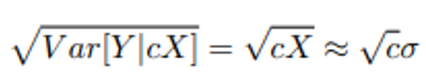 √Var[Y|cX] = √cX ≈ √cσ